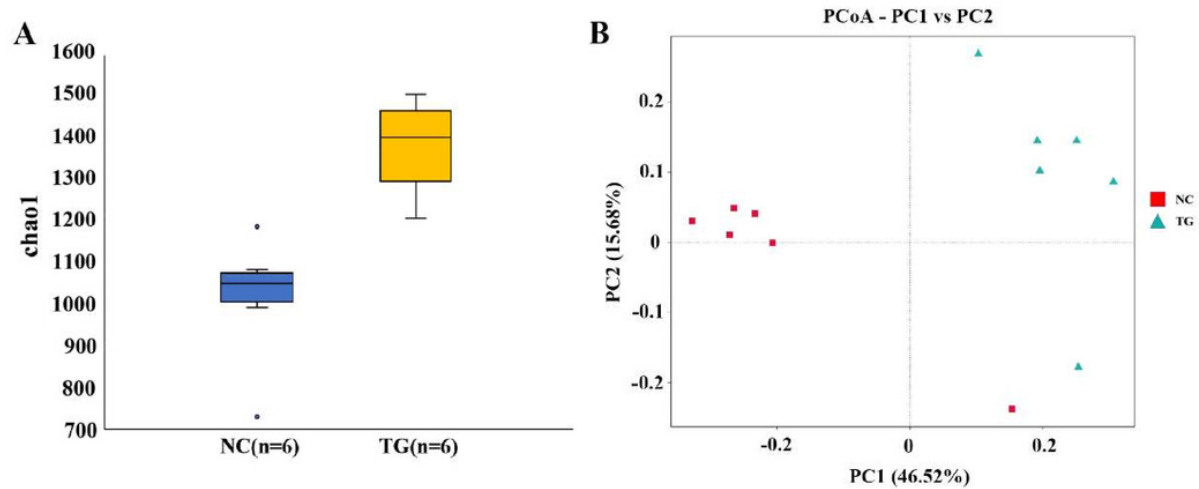 A
1600
1500
1400
1300
1200
1100
1000
900
800
700
chao1
NC(n=6)
TG(n=6)
B
PCoA - PC1 vs PC2
0.2
0.1
0
-0.1
-0.2
PC2 (15.68%)
-0.2
0
0.2
PC1 (46.52%)
NC
TG